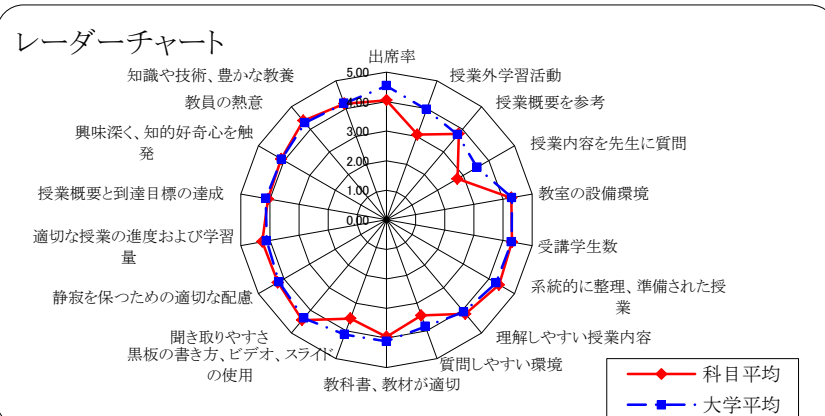 レーダーチャート
出席率
授業外学習活動
授業概要を参考
授業内容を先生に質問
教室の設備環境
受講学生数
系統的に整理、準備された授
業
理解しやすい授業内容
質問しやすい環境
教科書、教材が適切
黒板の書き方、ビデオ、スライド
の使用
聞き取りやすさ
静寂を保つための適切な配慮
適切な授業の進度および学習
量
授業概要と到達目標の達成
興味深く、知的好奇心を触
発
教員の熱意
知識や技術、豊かな教養
5.00
4.00
3.00
2.00
1.00
0.00
科目平均
大学平均